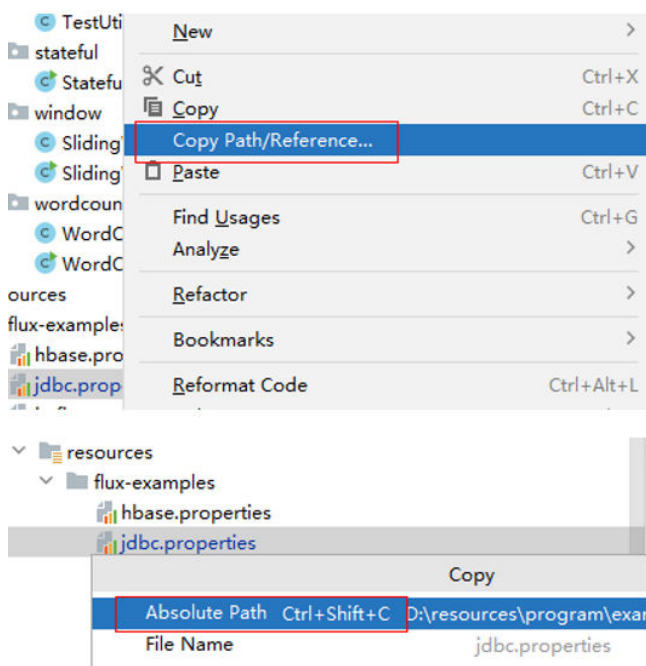 TestUti
New
stateful
Statefu
Cut
Ctrl+X
window
Copy
Ctrl+C
Sliding
Copy Path/Reference...
Sliding
Paste
Ctrl+V
wordcoun
Find Usages
Ctrl+G
WordC
Analyze
WordC
ources
Refactor
flux-examples
Bookmarks
hbase.pro
jdbc.prop
Reformat Code
Ctrl+Alt+L
resources
flux-examples
hbase.properties
jdbc.properties
Copy
Absolute Path Ctrl+Shift+C D:\resources\program\exar
File Name
jdbc.properties